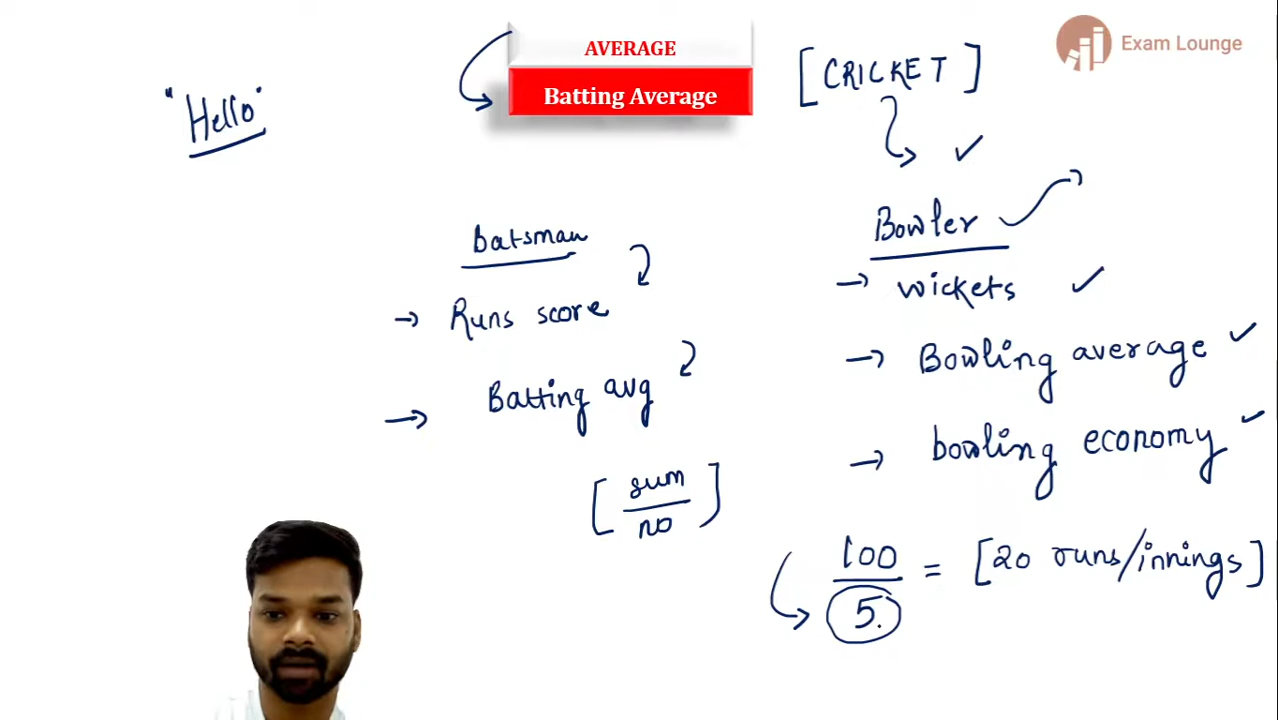 AVERAGE
Batting Average
Exam Lounge
[CRICKET]
"Hello"
Batsman
→ Runs score
→ Batting avg
[sum/no]
Bowler
→ wickets ✓
→ Bowling average ✓
→ bowling economy ✓
100/5. = [20 runs/innings]